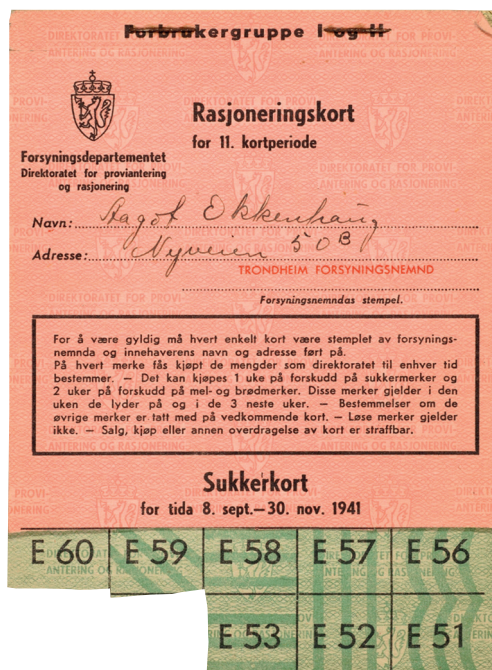 Forbrukergruppe I og II
Rasjoneringskort
for 11. kortperiode
Forsyningsdepartementet
Direktoratet for proviantering
og rasjonering
Navn: Aagot Ekkenhaug
Adresse: Nyveien 50B
TRONDHEIM FORSYNINGSNEMND
Forsyningsnemndas stempel.
For å være gyldig må hvert enkelt kort være stemplet av forsynings-
nemnda og innehaverens navn og adresse ført på.
På hvert merke fås kjøpt de mengder som direktoratet til enhver tid
bestemmer. — Det kan kjøpes 1 uke på forskudd på sukkermerker og
2 uker på forskudd på mel- og brødmerker. Disse merker gjelder i den
uken de lyder på og i de 3 neste uker. — Bestemmelser om de
øvrige merker er tatt med på vedkommende kort. — Løse merker gjelder
ikke. — Salg, kjøp eller annen overdragelse av kort er straffbar.
Sukkerkort
for tida 8. sept.—30. nov. 1941
E 60 E 59 E 58 E 57 E 56
E 53 E 52 E 51